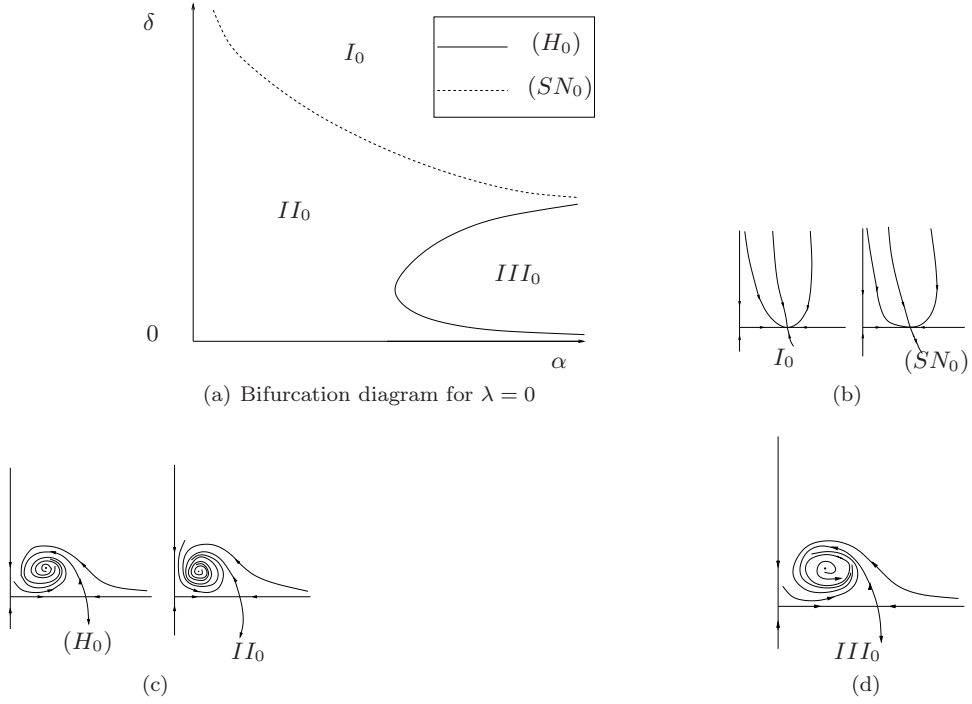 δ
I₀
(H₀)
(SN₀)
II₀
III₀
0
α
(a) Bifurcation diagram for λ = 0
I₀
(SN₀)
(b)
(H₀)
II₀
(c)
III₀
(d)